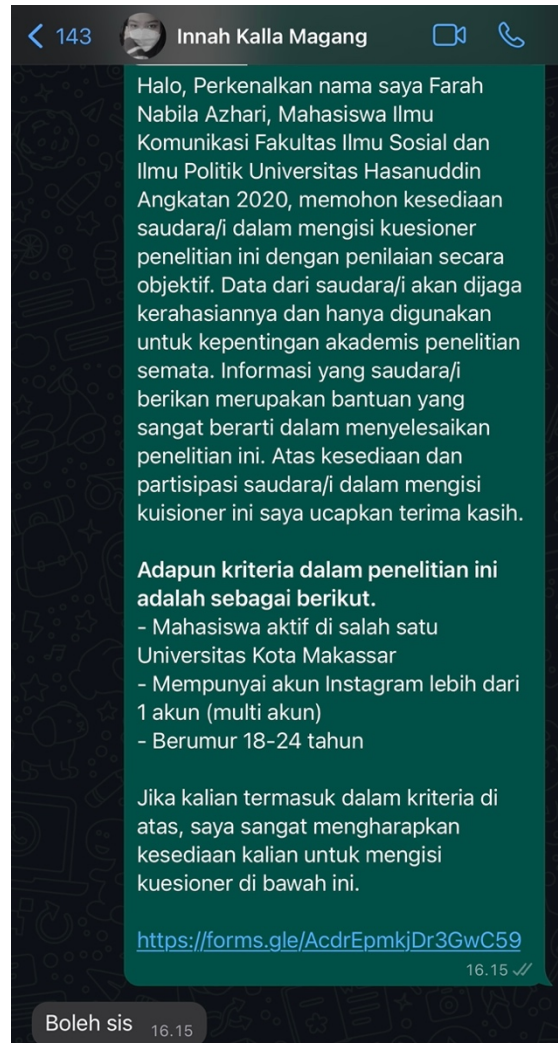 143
Innah Kalla Magang
Halo, Perkenalkan nama saya Farah
Nabila Azhari, Mahasiswa Ilmu
Komunikasi Fakultas Ilmu Sosial dan
Ilmu Politik Universitas Hasanuddin
Angkatan 2020, memohon kesediaan
saudara/i dalam mengisi kuesioner
penelitian ini dengan penilaian secara
objektif. Data dari saudara/i akan dijaga
kerahasiannya dan hanya digunakan
untuk kepentingan akademis penelitian
semata. Informasi yang saudara/i
berikan merupakan bantuan yang
sangat berarti dalam menyelesaikan
penelitian ini. Atas kesediaan dan
partisipasi saudara/i dalam mengisi
kuisioner ini saya ucapkan terima kasih.
Adapun kriteria dalam penelitian ini
adalah sebagai berikut.
- Mahasiswa aktif di salah satu
Universitas Kota Makassar
- Mempunyai akun Instagram lebih dari
1 akun (multi akun)
- Berumur 18-24 tahun
Jika kalian termasuk dalam kriteria di
atas, saya sangat mengharapkan
kesediaan kalian untuk mengisi
kuesioner di bawah ini.
https://forms.gle/AcdrEpmkjDr3GwC59
16.15
Boleh sis 16.15